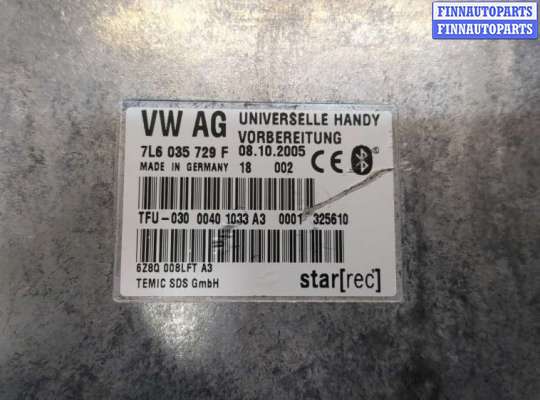 FINNAUTOPARTS
FINNAUTOPARTS
VW AG UNIVERSELLE HANDY
VORBEREITUNG
7L6 035 729 F 08.10.2005
MADE IN GERMANY 18 002 CE
TFU-030 0040 1033 A3 0001 325610
6Z8Q 008LFT A3
TEMIC SDS GmbH star[rec]